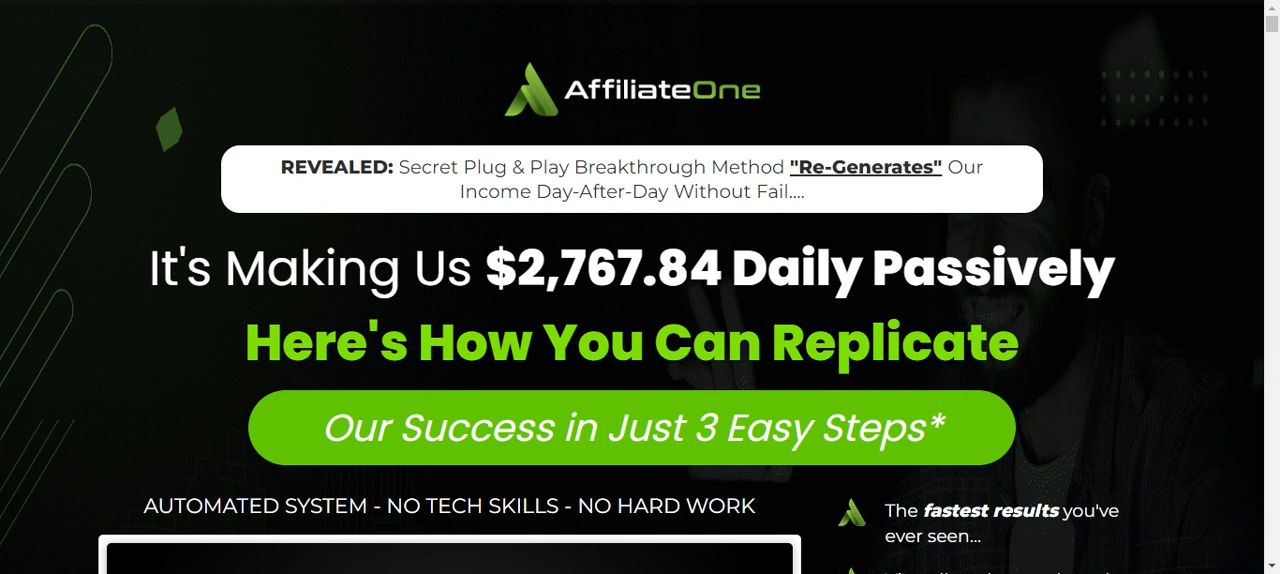 AffiliateOne
REVEALED: Secret Plug & Play Breakthrough Method "Re-Generates" Our
Income Day-After-Day Without Fail....
It's Making Us $2,767.84 Daily Passively
Here's How You Can Replicate
Our Success in Just 3 Easy Steps*
AUTOMATED SYSTEM - NO TECH SKILLS - NO HARD WORK
The fastest results you've
ever seen...